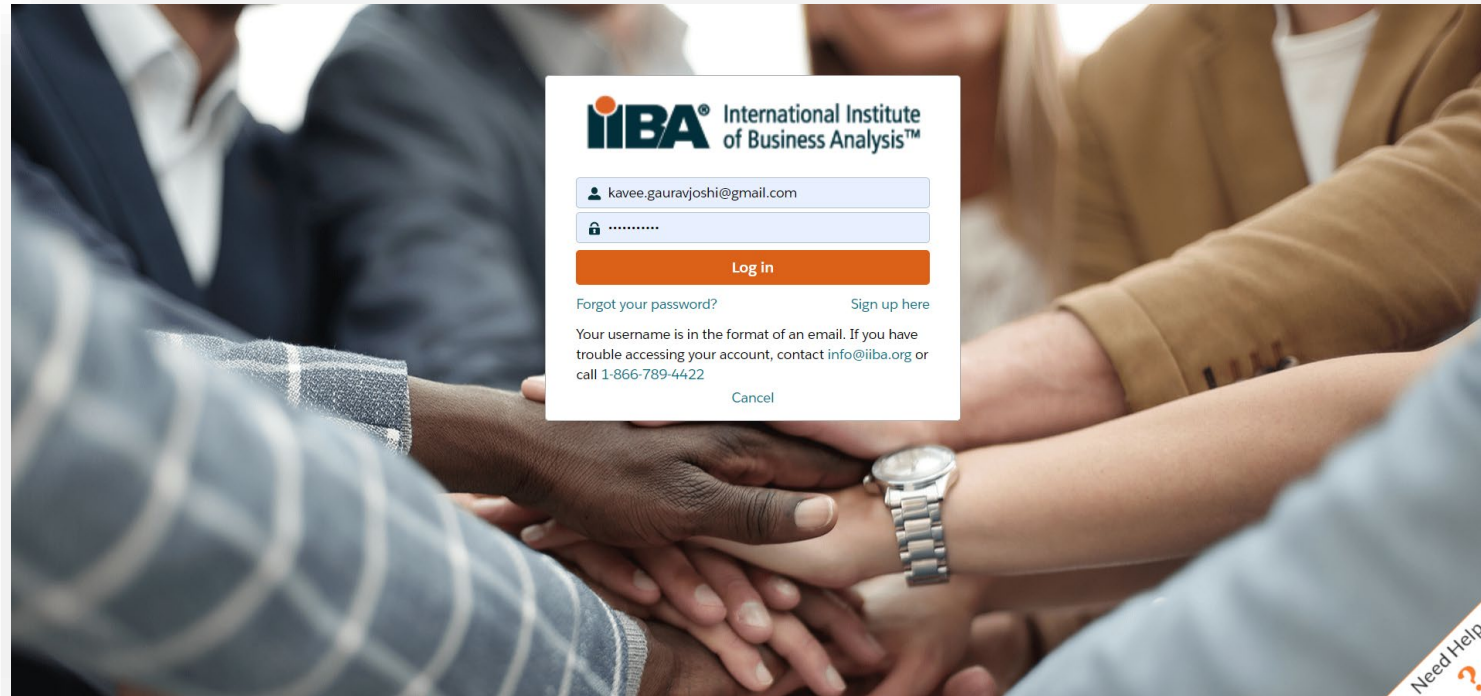 iiBA® International Institute
of Business Analysis™
kavee.gauravjoshi@gmail.com
•••••••••••
Log in
Forgot your password? Sign up here
Your username is in the format of an email. If you have
trouble accessing your account, contact info@iiba.org or
call 1-866-789-4422
Cancel
Need Help
?